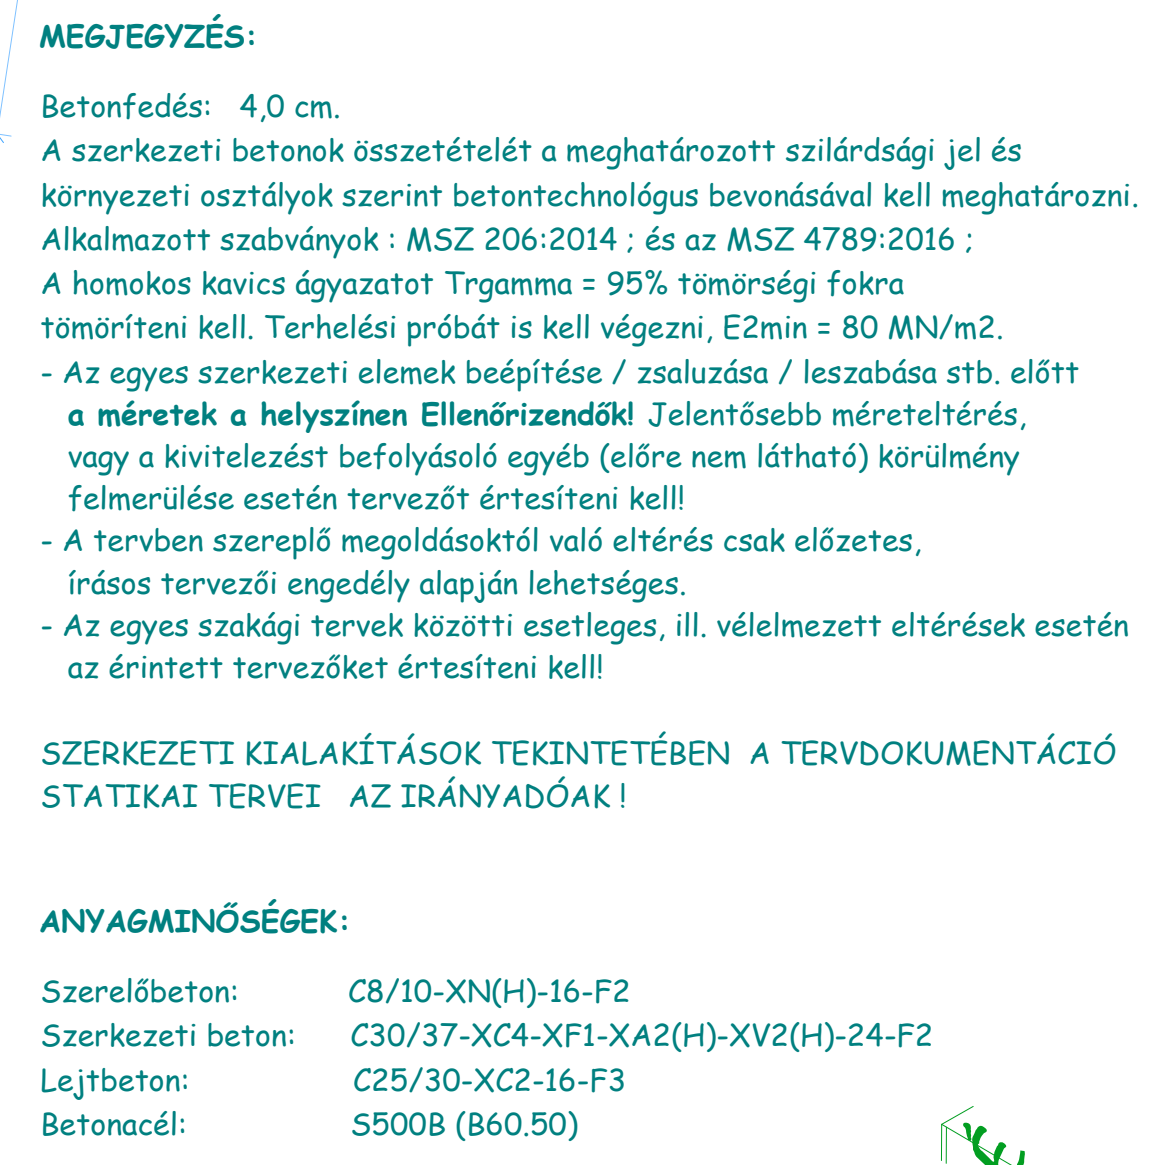 MEGJEGYZÉS:
Betonfedés: 4,0 cm.
A szerkezeti betonok összetételét a meghatározott szilárdsági jel és
környezeti osztályok szerint betontechnológus bevonásával kell meghatározni.
Alkalmazott szabványok : MSZ 206:2014 ; és az MSZ 4789:2016 ;
A homokos kavics ágyazatot Trgamma = 95% tömörségi fokra
tömöríteni kell. Terhelési próbát is kell végezni, E2min = 80 MN/m2.
- Az egyes szerkezeti elemek beépítése / zsaluzása / leszabása stb. előtt
a méretek a helyszínen Ellenőrizendők! Jelentősebb méreteltérés,
vagy a kivitelezést befolyásoló egyéb (előre nem látható) körülmény
felmerülése esetén tervezőt értesíteni kell!
- A tervben szereplő megoldásoktól való eltérés csak előzetes,
írásos tervezői engedély alapján lehetséges.
- Az egyes szakági tervek közötti esetleges, ill. vélelmezett eltérések esetén
az érintett tervezőket értesíteni kell!
SZERKEZETI KIALAKÍTÁSOK TEKINTETÉBEN A TERVDOKUMENTÁCIÓ
STATIKAI TERVEI AZ IRÁNYADÓAK !
ANYAGMINŐSÉGEK:
Szerelőbeton: C8/10-XN(H)-16-F2
Szerkezeti beton: C30/37-XC4-XF1-XA2(H)-XV2(H)-24-F2
Lejtbeton: C25/30-XC2-16-F3
Betonacél: S500B (B60.50)